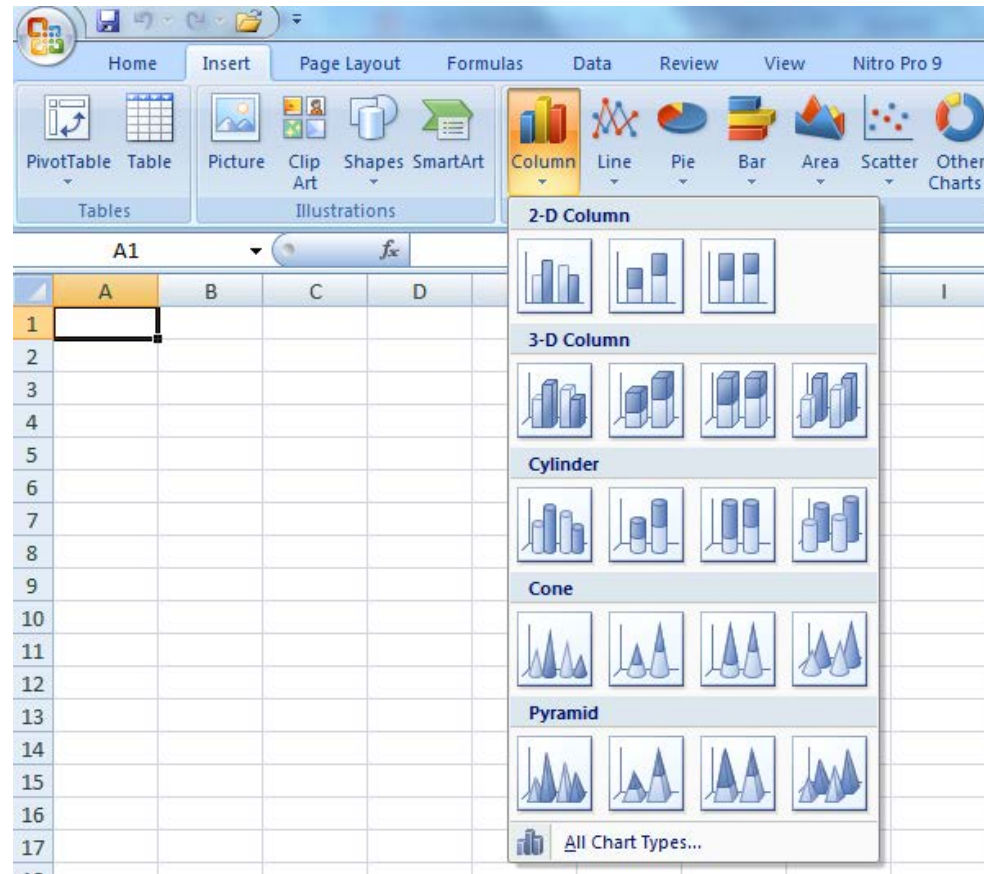 Home Insert Page Layout Formulas Data Review View Nitro Pro 9
PivotTable Table Picture Clip Art Shapes SmartArt Column Line Pie Bar Area Scatter Other Charts
Tables Illustrations
A1 fx
A B C D I
2-D Column
3-D Column
Cylinder
Cone
Pyramid
All Chart Types...
1
2
3
4
5
6
7
8
9
10
11
12
13
14
15
16
17